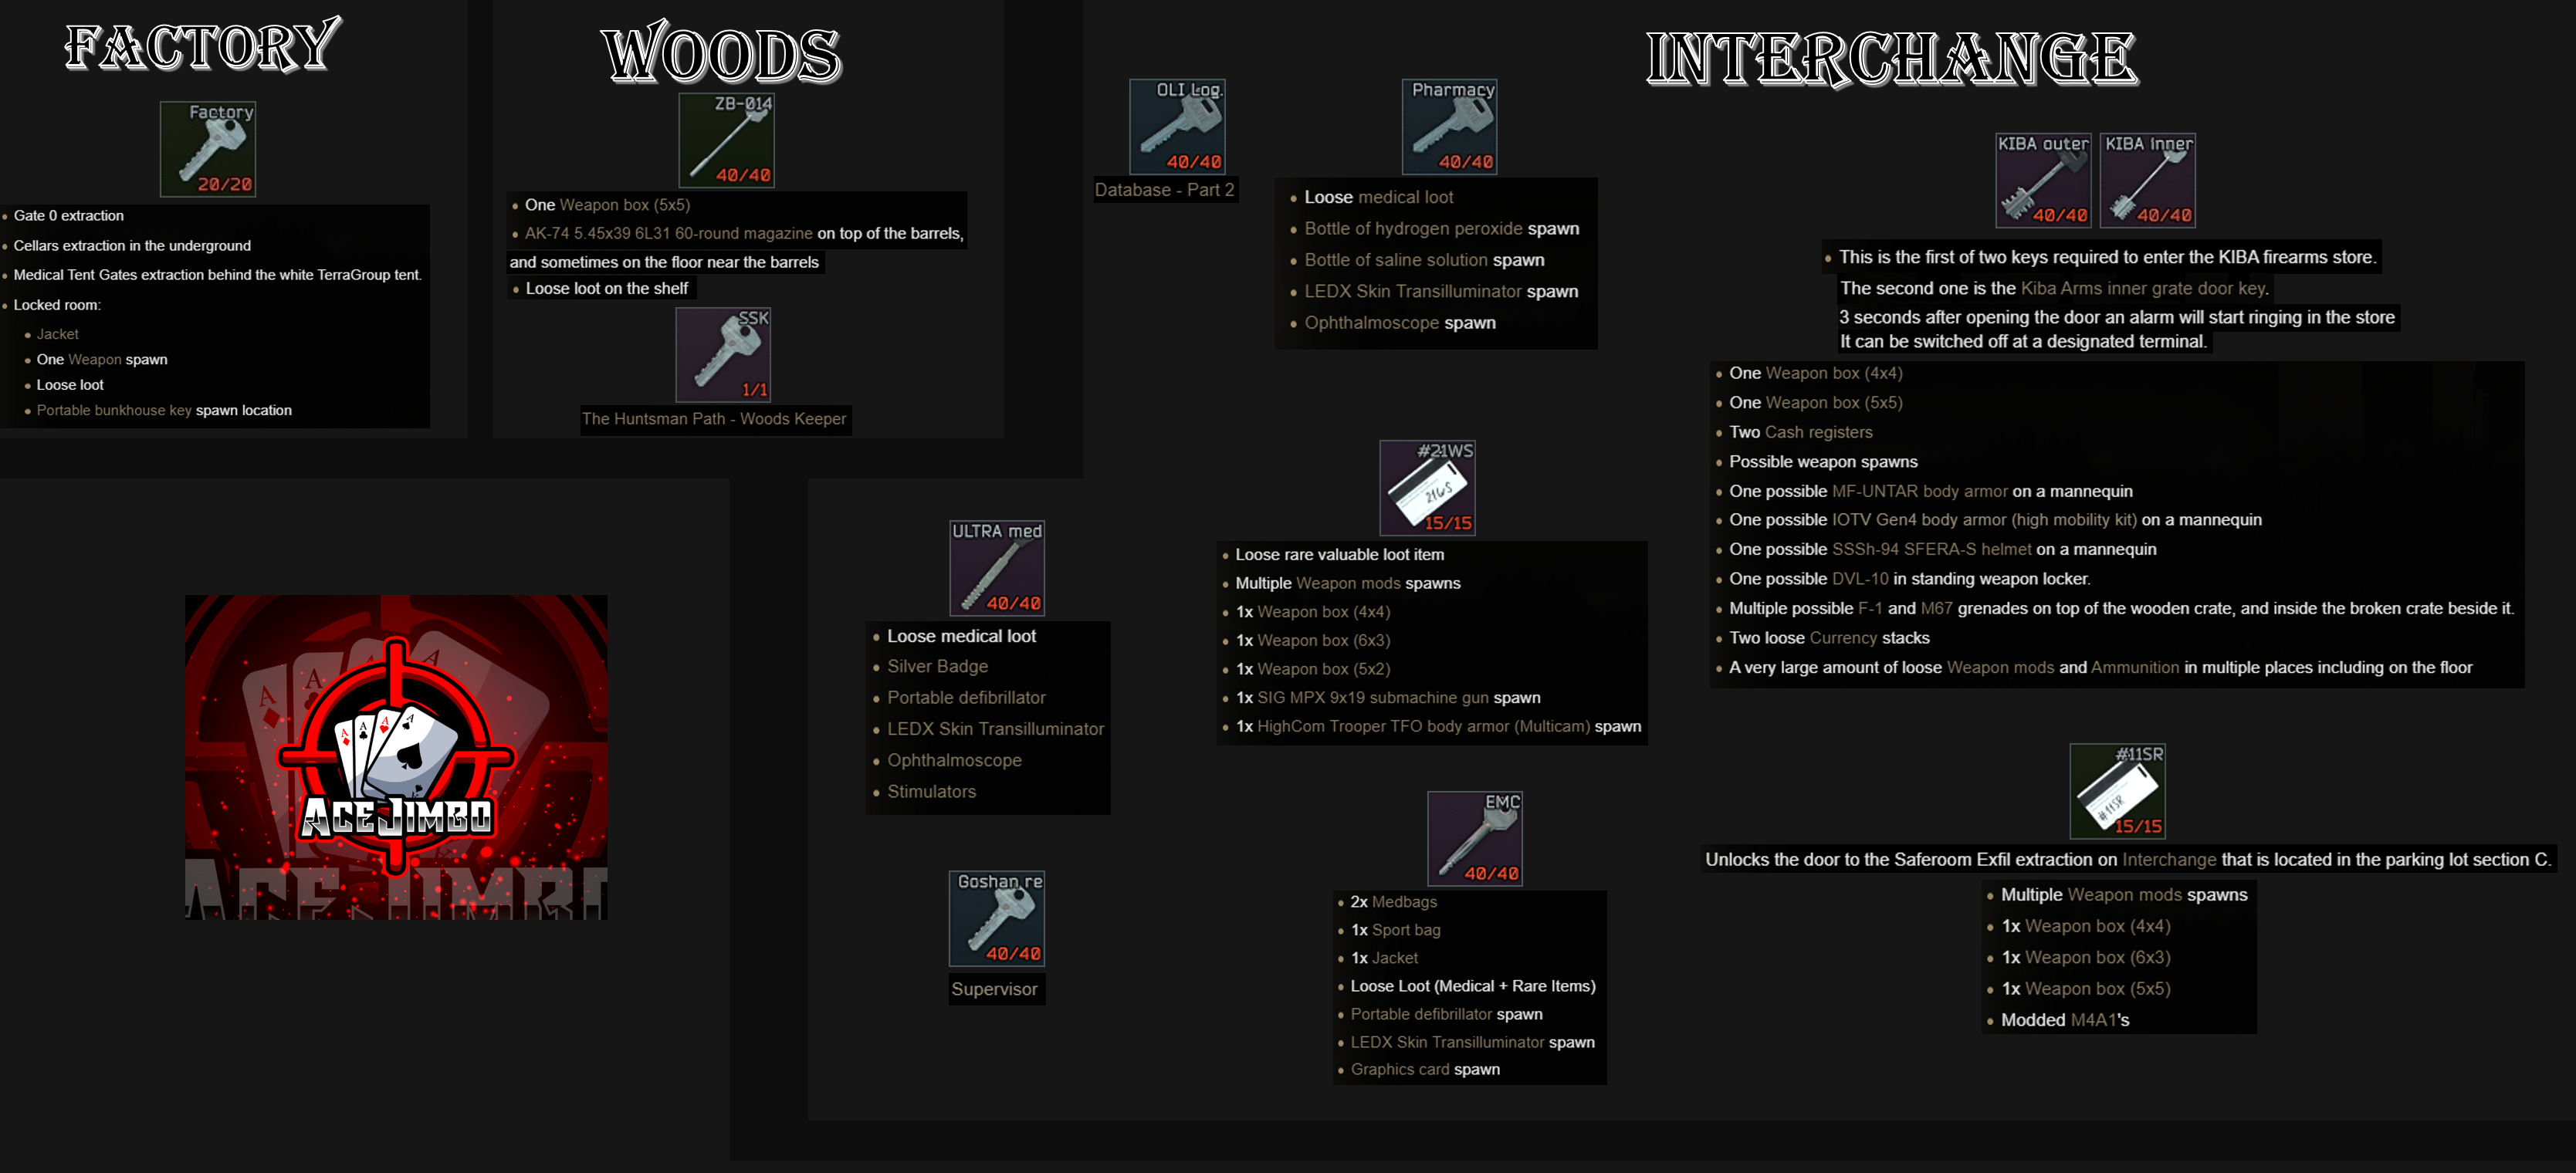 FACTORY
Factory
20/20
Gate 0 extraction
Cellars extraction in the underground
Medical Tent Gates extraction behind the white TerraGroup tent.
Locked room:
Jacket
One Weapon spawn
Loose loot
Portable bunkhouse key spawn location
WOODS
ZB-014
40/40
One Weapon box (5x5)
AK-74 5.45x39 6L31 60-round magazine on top of the barrels,
and sometimes on the floor near the barrels
Loose loot on the shelf
SSK
1/1
The Huntsman Path - Woods Keeper
INTERCHANGE
OLI Log.
40/40
Database - Part 2
Pharmacy
40/40
Loose medical loot
Bottle of hydrogen peroxide spawn
Bottle of saline solution spawn
LEDX Skin Transilluminator spawn
Ophthalmoscope spawn
KIBA outer
40/40
KIBA inner
40/40
This is the first of two keys required to enter the KIBA firearms store.
The second one is the Kiba Arms inner grate door key.
3 seconds after opening the door an alarm will start ringing in the store
It can be switched off at a designated terminal.
One Weapon box (4x4)
One Weapon box (5x5)
Two Cash registers
Possible weapon spawns
One possible MF-UNTAR body armor on a mannequin
One possible IOTV Gen4 body armor (high mobility kit) on a mannequin
One possible SSSh-94 SFERA-S helmet on a mannequin
One possible DVL-10 in standing weapon locker.
Multiple possible F-1 and M67 grenades on top of the wooden crate, and inside the broken crate beside it.
Two loose Currency stacks
A very large amount of loose Weapon mods and Ammunition in multiple places including on the floor
#21WS
21WS
15/15
Loose rare valuable loot item
Multiple Weapon mods spawns
1x Weapon box (4x4)
1x Weapon box (6x3)
1x Weapon box (5x2)
1x SIG MPX 9x19 submachine gun spawn
1x HighCom Trooper TFO body armor (Multicam) spawn
ULTRA med
40/40
Loose medical loot
Silver Badge
Portable defibrillator
LEDX Skin Transilluminator
Ophthalmoscope
Stimulators
Goshan re
40/40
Supervisor
EMC
40/40
2x Medbags
1x Sport bag
1x Jacket
Loose Loot (Medical + Rare Items)
Portable defibrillator spawn
LEDX Skin Transilluminator spawn
Graphics card spawn
#11SR
#11SR
15/15
Unlocks the door to the Saferoom Exfil extraction on Interchange that is located in the parking lot section C.
Multiple Weapon mods spawns
1x Weapon box (4x4)
1x Weapon box (6x3)
1x Weapon box (5x5)
Modded M4A1's
A
A
A
A
A
A
A
ACEJIMBO
ACEJIMBO